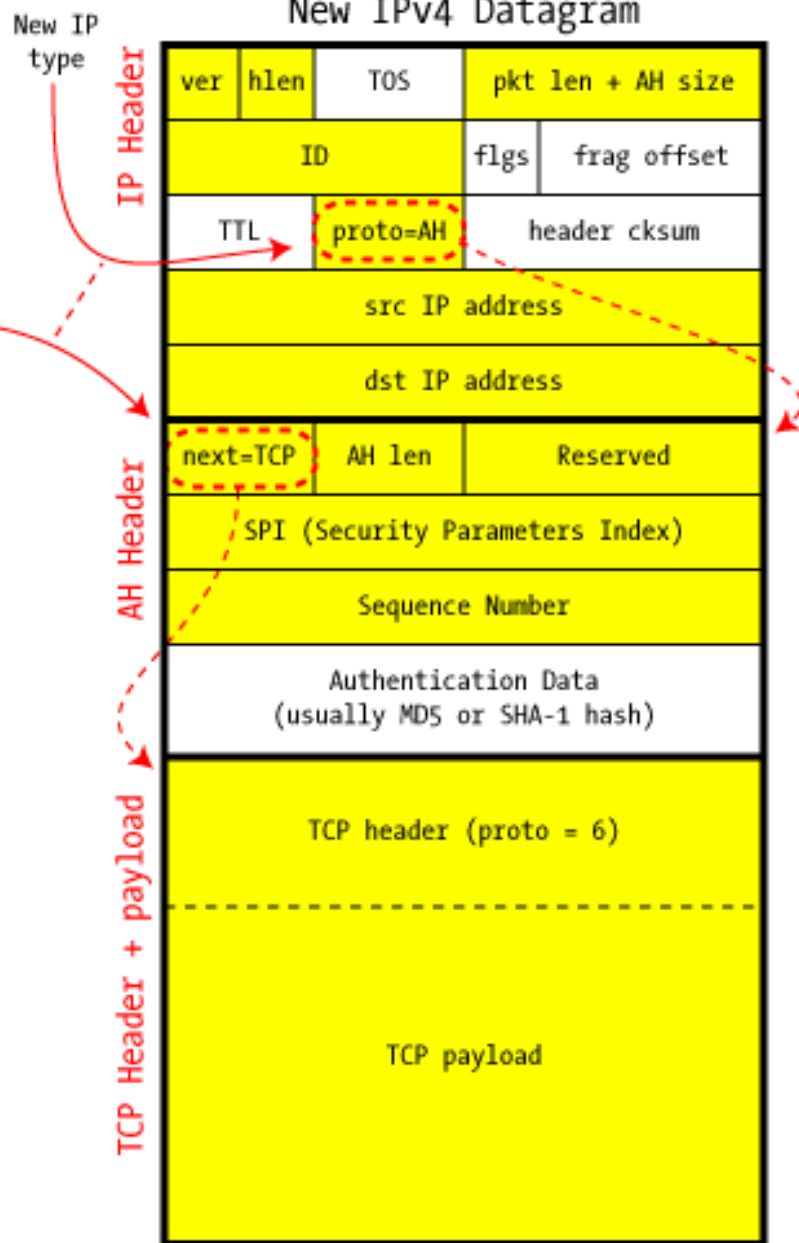 New IPv4 Datagram
New IP
type
IP Header
ver hlen TOS pkt len + AH size
ID flgs frag offset
TTL proto=AH header cksum
src IP address
dst IP address
AH Header
next=TCP AH len Reserved
SPI (Security Parameters Index)
Sequence Number
Authentication Data
(usually MD5 or SHA-1 hash)
TCP Header + payload
TCP header (proto = 6)
TCP payload